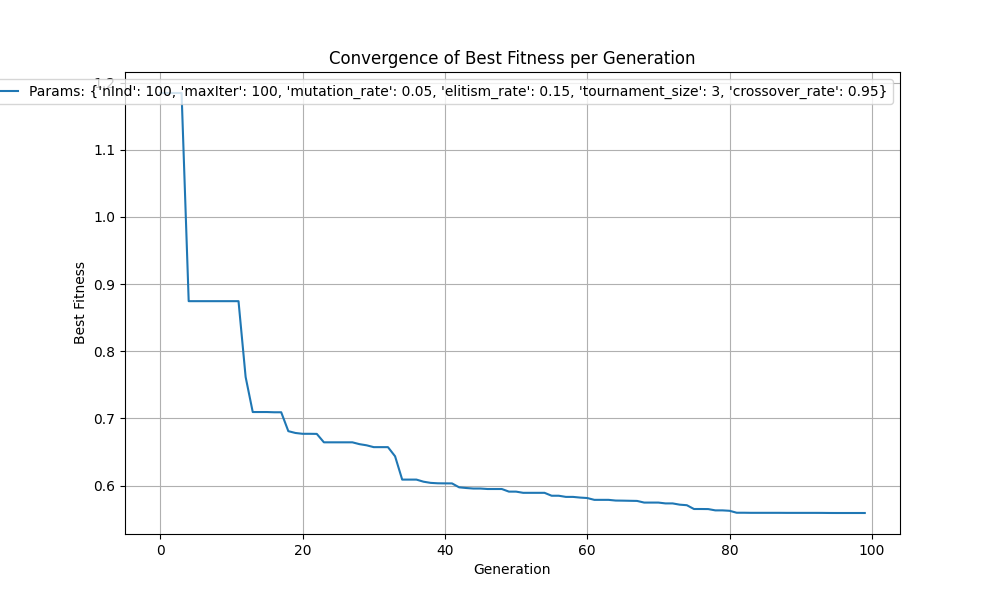 Convergence of Best Fitness per Generation
1.2
Params: {'nInd': 100, 'maxIter': 100, 'mutation_rate': 0.05, 'elitism_rate': 0.15, 'tournament_size': 3, 'crossover_rate': 0.95}
1.1
1.0
0.9
0.8
0.7
0.6
Best Fitness
0 20 40 60 80 100
Generation